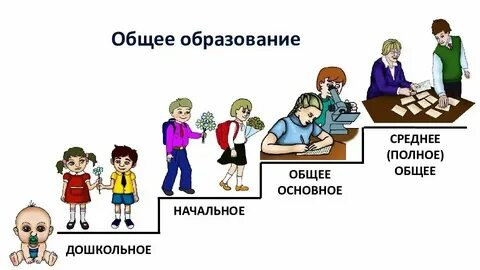 Общее образование
ДОШКОЛЬНОЕ
НАЧАЛЬНОЕ
ОБЩЕЕ
ОСНОВНОЕ
СРЕДНЕЕ
(ПОЛНОЕ)
ОБЩЕЕ